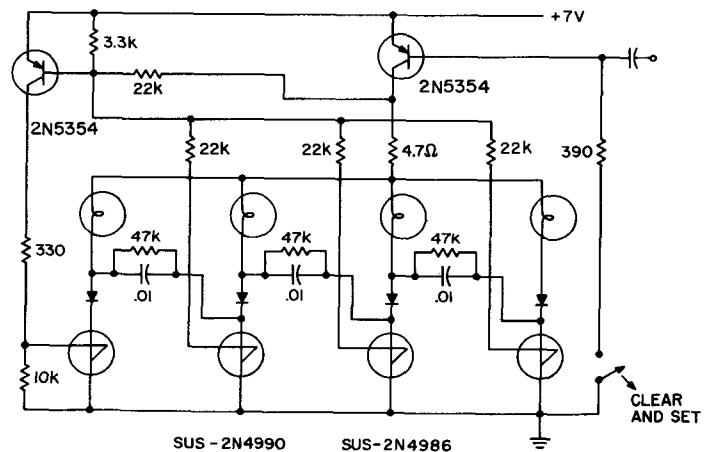 +7V
3.3k
22k
2N5354
2N5354
22k
22k
4.7Ω
22k
390
47k
47k
47k
330
.01
.01
.01
10k
CLEAR
AND SET
SUS-2N4990
SUS-2N4986